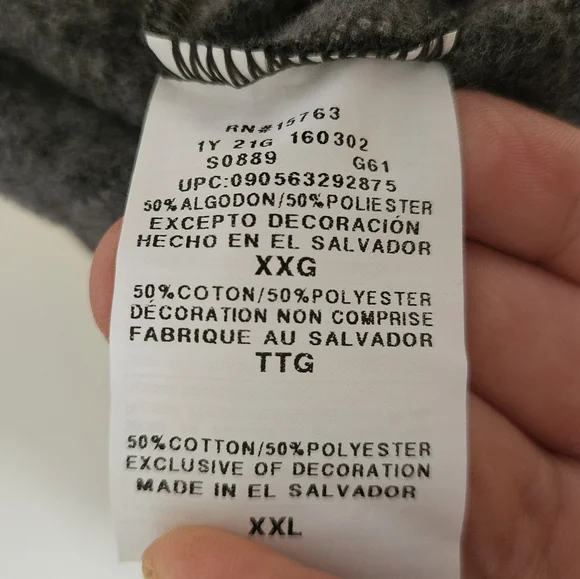 RN#15763
1Y 21G 160302
S0889 G61
UPC:090563292875
50%ALGODON/50%POLIESTER
EXCEPTO DECORACIÓN
HECHO EN EL SALVADOR
XXG
50%COTON/50%POLYESTER
DÉCORATION NON COMPRISE
FABRIQUE AU SALVADOR
TTG
50%COTTON/50%POLYESTER
EXCLUSIVE OF DECORATION
MADE IN EL SALVADOR
XXL